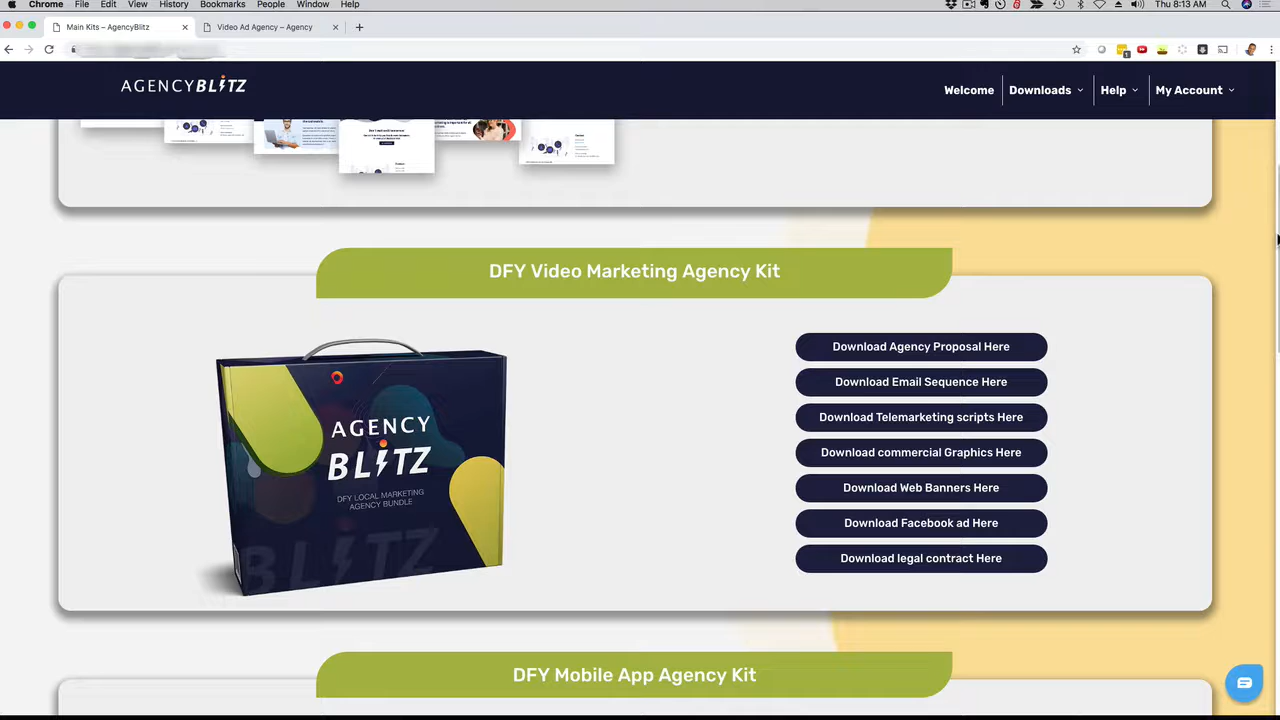 Chrome File Edit View History Bookmarks People Window Help Thu 8:13 AM
Main Kits – AgencyBlitz Video Ad Agency – Agency
AGENCYBLITZ
Welcome Downloads Help My Account
DFY Video Marketing Agency Kit
AGENCY
BLITZ
DFY LOCAL MARKETING
AGENCY BUNDLE
BLITZ
Download Agency Proposal Here
Download Email Sequence Here
Download Telemarketing scripts Here
Download commercial Graphics Here
Download Web Banners Here
Download Facebook ad Here
Download legal contract Here
DFY Mobile App Agency Kit